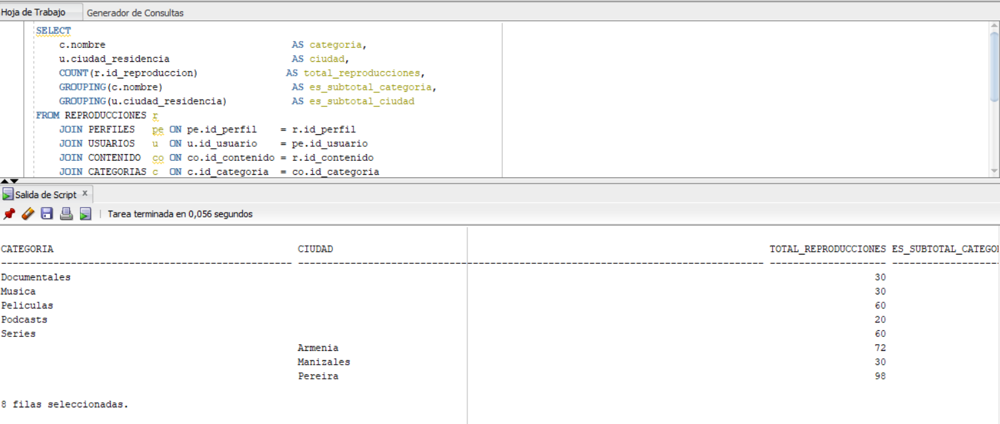 Hoja de Trabajo Generador de Consultas
SELECT
c.nombre AS categoria,
u.ciudad_residencia AS ciudad,
COUNT(r.id_reproduccion) AS total_reproducciones,
GROUPING(c.nombre) AS es_subtotal_categoria,
GROUPING(u.ciudad_residencia) AS es_subtotal_ciudad
FROM REPRODUCCIONES r
JOIN PERFILES pe ON pe.id_perfil = r.id_perfil
JOIN USUARIOS u ON u.id_usuario = pe.id_usuario
JOIN CONTENIDO co ON co.id_contenido = r.id_contenido
JOIN CATEGORIAS c ON c.id_categoria = co.id_categoria
Salida de Script x
Tarea terminada en 0,056 segundos
CATEGORIA CIUDAD TOTAL_REPRODUCCIONES ES_SUBTOTAL_CATEGO
Documentales 30
Musica 30
Peliculas 60
Podcasts 20
Series 60
Armenia 72
Manizales 30
Pereira 98
8 filas seleccionadas.